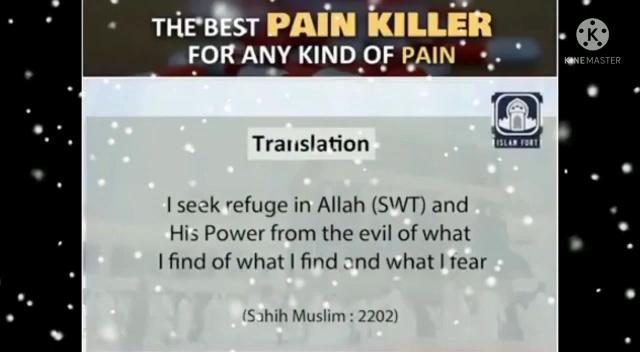 THE BEST PAIN KILLER
FOR ANY KIND OF PAIN
K
KINEMASTER
ISLAM FORT
Translation
I seek refuge in Allah (SWT) and
His Power from the evil of what
I find of what I find and what I fear
(Sahih Muslim : 2202)